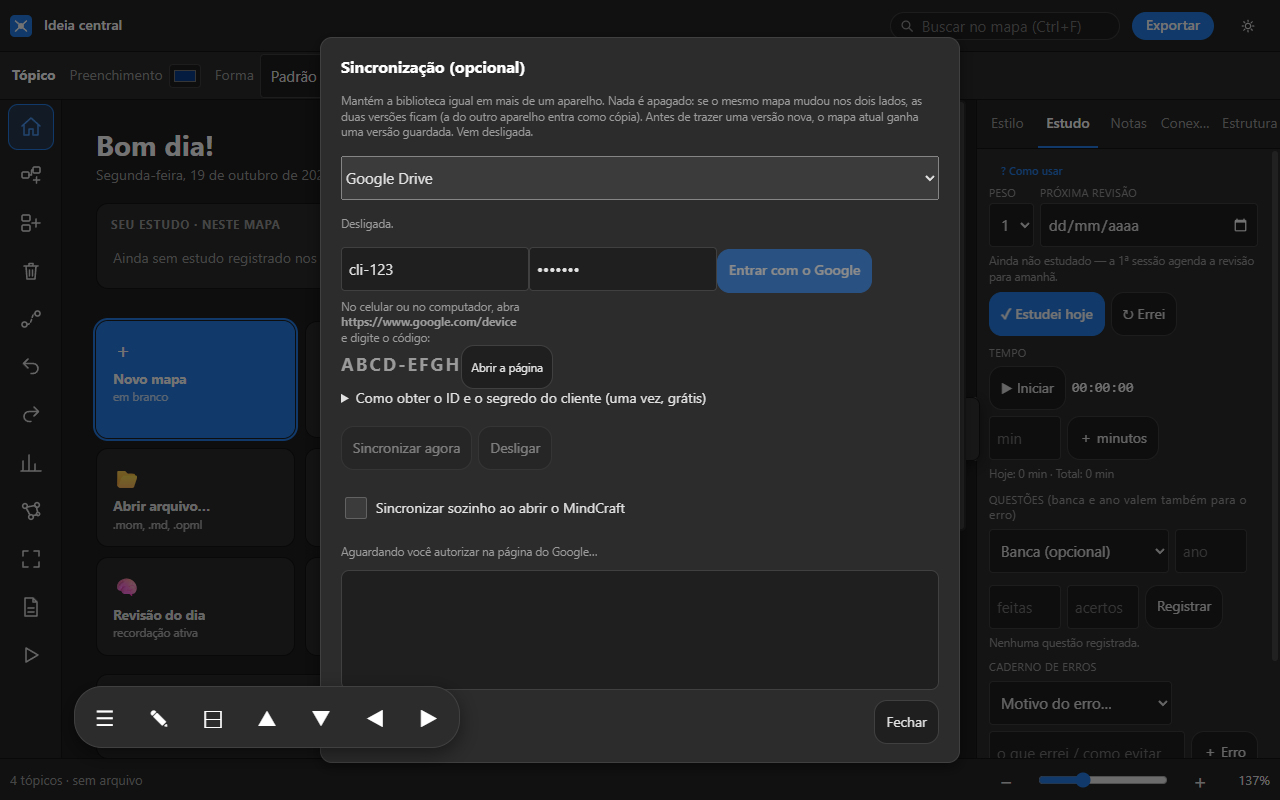 Ideia central
Buscar no mapa (Ctrl+F)
Exportar
Tópico
Preenchimento
Forma
Padrão
Bom dia!
Segunda-feira, 19 de outubro de 202
SEU ESTUDO · NESTE MAPA
Ainda sem estudo registrado nos
+
Novo mapa
em branco
Abrir arquivo...
.mom, .md, .opml
Revisão do dia
recordação ativa
Sincronização (opcional)
Mantém a biblioteca igual em mais de um aparelho. Nada é apagado: se o mesmo mapa mudou nos dois lados, as
duas versões ficam (a do outro aparelho entra como cópia). Antes de trazer uma versão nova, o mapa atual ganha
uma versão guardada. Vem desligada.
Google Drive
Desligada.
cli-123
•••••••
Entrar com o Google
No celular ou no computador, abra
https://www.google.com/device
e digite o código:
ABCD-EFGH
Abrir a página
▶ Como obter o ID e o segredo do cliente (uma vez, grátis)
Sincronizar agora
Desligar
Sincronizar sozinho ao abrir o MindCraft
Aguardando você autorizar na página do Google...
Fechar
Estilo
Estudo
Notas
Conex...
Estrutura
? Como usar
PESO
PRÓXIMA REVISÃO
1
dd/mm/aaaa
Ainda não estudado — a 1ª sessão agenda a revisão
para amanhã.
✓ Estudei hoje
↻ Errei
TEMPO
▶ Iniciar
00:00:00
min
+ minutos
Hoje: 0 min · Total: 0 min
QUESTÕES (banca e ano valem também para o
erro)
Banca (opcional)
ano
feitas
acertos
Registrar
Nenhuma questão registrada.
CADERNO DE ERROS
Motivo do erro...
o que errei / como evitar
+ Erro
4 tópicos · sem arquivo
−
+
137%